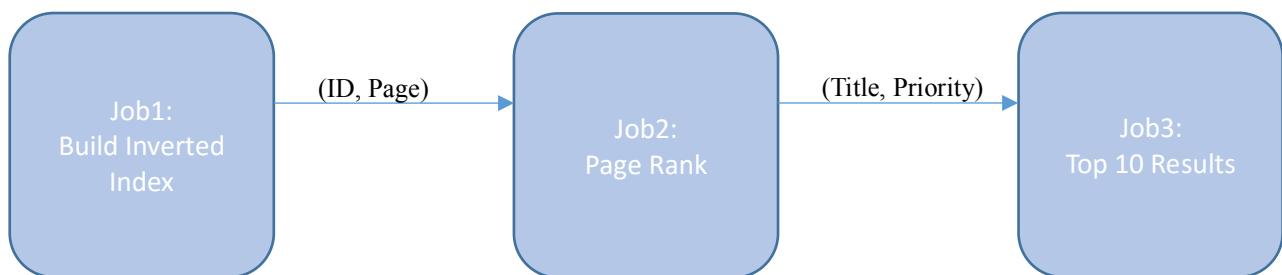 Job1:
Build Inverted
Index
(ID, Page)
Job2:
Page Rank
(Title, Priority)
Job3:
Top 10 Results